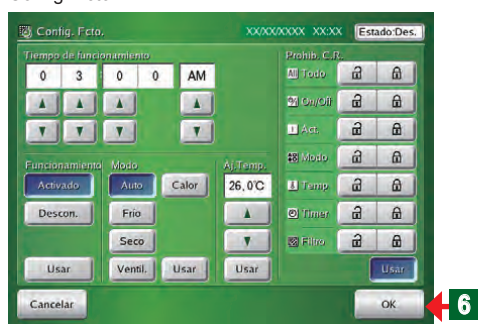 Config. Fcto.
XX/XX/XXXX XX:XX
Estado:Des.
Tiempo de funcionamiento
0 3 : 0 0 AM
Funcionamiento
Activado
Descon.
Usar
Modo
Auto Calor
Frio
Seco
Ventil. Usar
Aj.Temp.
26,0°C
Usar
Prohib. C.R.
All Todo
On/Off
Act.
Modo
Temp
Timer
Filtro
Usar
Cancelar
OK
6